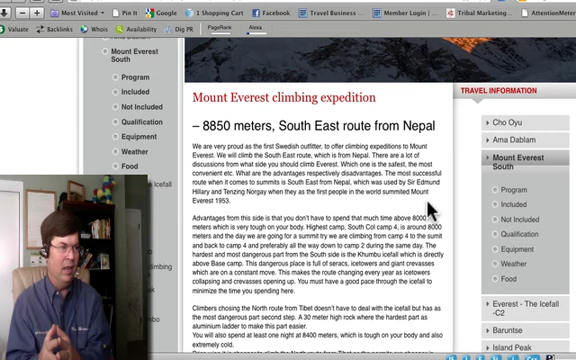 Most Visited
Pin It
Google
1 Shopping Cart
Facebook
Travel Business ...
Member Login | ...
Tribal Marketing...
AttentionMeter
Valuate
Backlinks
Whois
Availability
Dig PR
PageRank
Alexa
Ama Dablam
Mount Everest
South
Program
Included
Not Included
Qualification
Equipment
Weather
Food
Icefall
Mount Everest climbing expedition
– 8850 meters, South East route from Nepal
We are very proud as the first Swedish outfitter, to offer climbing expeditions to Mount
Everest. We will climb the South East route, which is from Nepal. There are a lot of
discussions from what side you should climb Everest. Which one is the safest, the most
convenient etc. What are the advantages respectively disadvantages. The most successful
route when it comes to summits is South East from Nepal, which was used by Sir Edmund
Hillary and Tenzing Norgay when they as the first people in the world summited Mount
Everest 1953.
Advantages from this side is that you don't have to spend that much time above 8000
meters which is very tough on your body. Highest camp, South Col camp 4, is around 8000
meters and the day we are going for a summit try we are climbing from camp 4 to the sumit
and back to camp 4 and preferably all the way down to camp 2 during the same day. The
hardest and most dangerous part from the South side is the Khumbu icefall which is directly
above Base camp. This dangerous place is full of seracs, icetowers and giant crevasses
which are on a constant move. This makes the route changing every year as icetowers
collapsing and crevasses opening up. You must have a good pace through the icefall to
minimize the time you spending here.
Climbers chosing the North route from Tibet doesn't have to deal with the icefall but has as
the most dangerous part second step. A 30 meter high rock where the hardest part as
aluminium ladder to make this part easier.
You will also spend at least one night at 8400 meters, which is tough on your body and also
extremely cold.
TRAVEL INFORMATION
Cho Oyu
Ama Dablam
Mount Everest
South
Program
Included
Not Included
Qualification
Equipment
Weather
Food
Everest - The Icefall
-C2
Baruntse
Island Peak